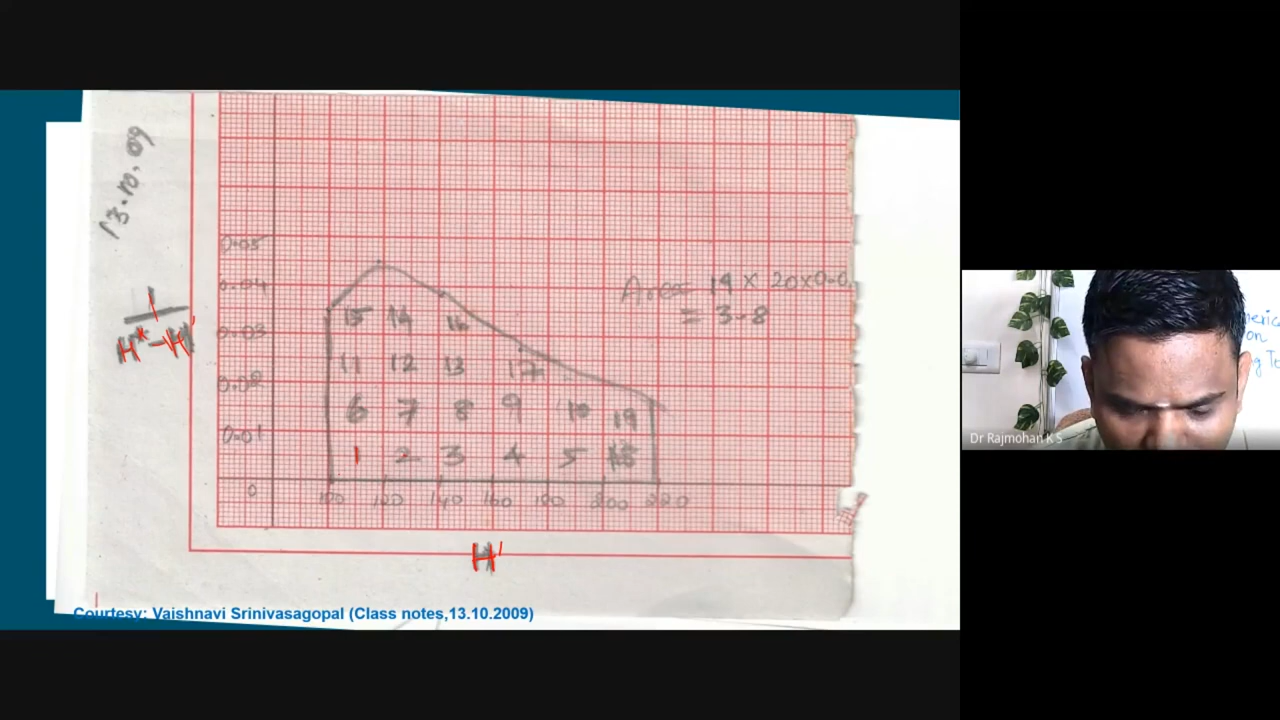 13.10.09
0.05
0.04
0.03
0.02
0.01
0
1
H* - H'
15 14 16
11 12 13 17
6 7 8 9 10 19
1 2 3 4 5 18
100 120 140 160 180 200 220
H'
Area = 19 × 20×0.0
= 3.8
Courtesy: Vaishnavi Srinivasagopal (Class notes,13.10.2009)
Dr Rajmohan K S
on